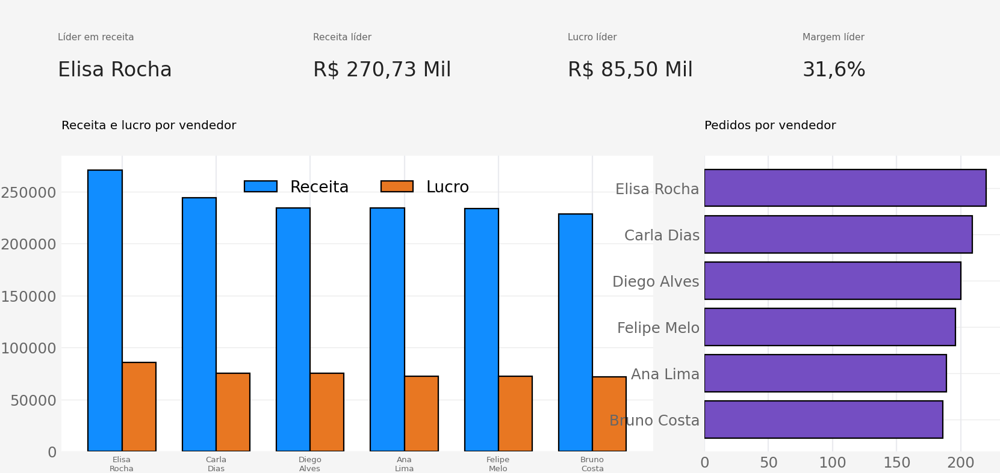 Líder em receita
Elisa Rocha
Receita líder
R$ 270,73 Mil
Lucro líder
R$ 85,50 Mil
Margem líder
31,6%
Receita e lucro por vendedor
Receita
Lucro
250000
200000
150000
100000
50000
0
Elisa
Rocha
Carla
Dias
Diego
Alves
Ana
Lima
Felipe
Melo
Bruno
Costa
Pedidos por vendedor
Elisa Rocha
Carla Dias
Diego Alves
Felipe Melo
Ana Lima
Bruno Costa
0
50
100
150
200